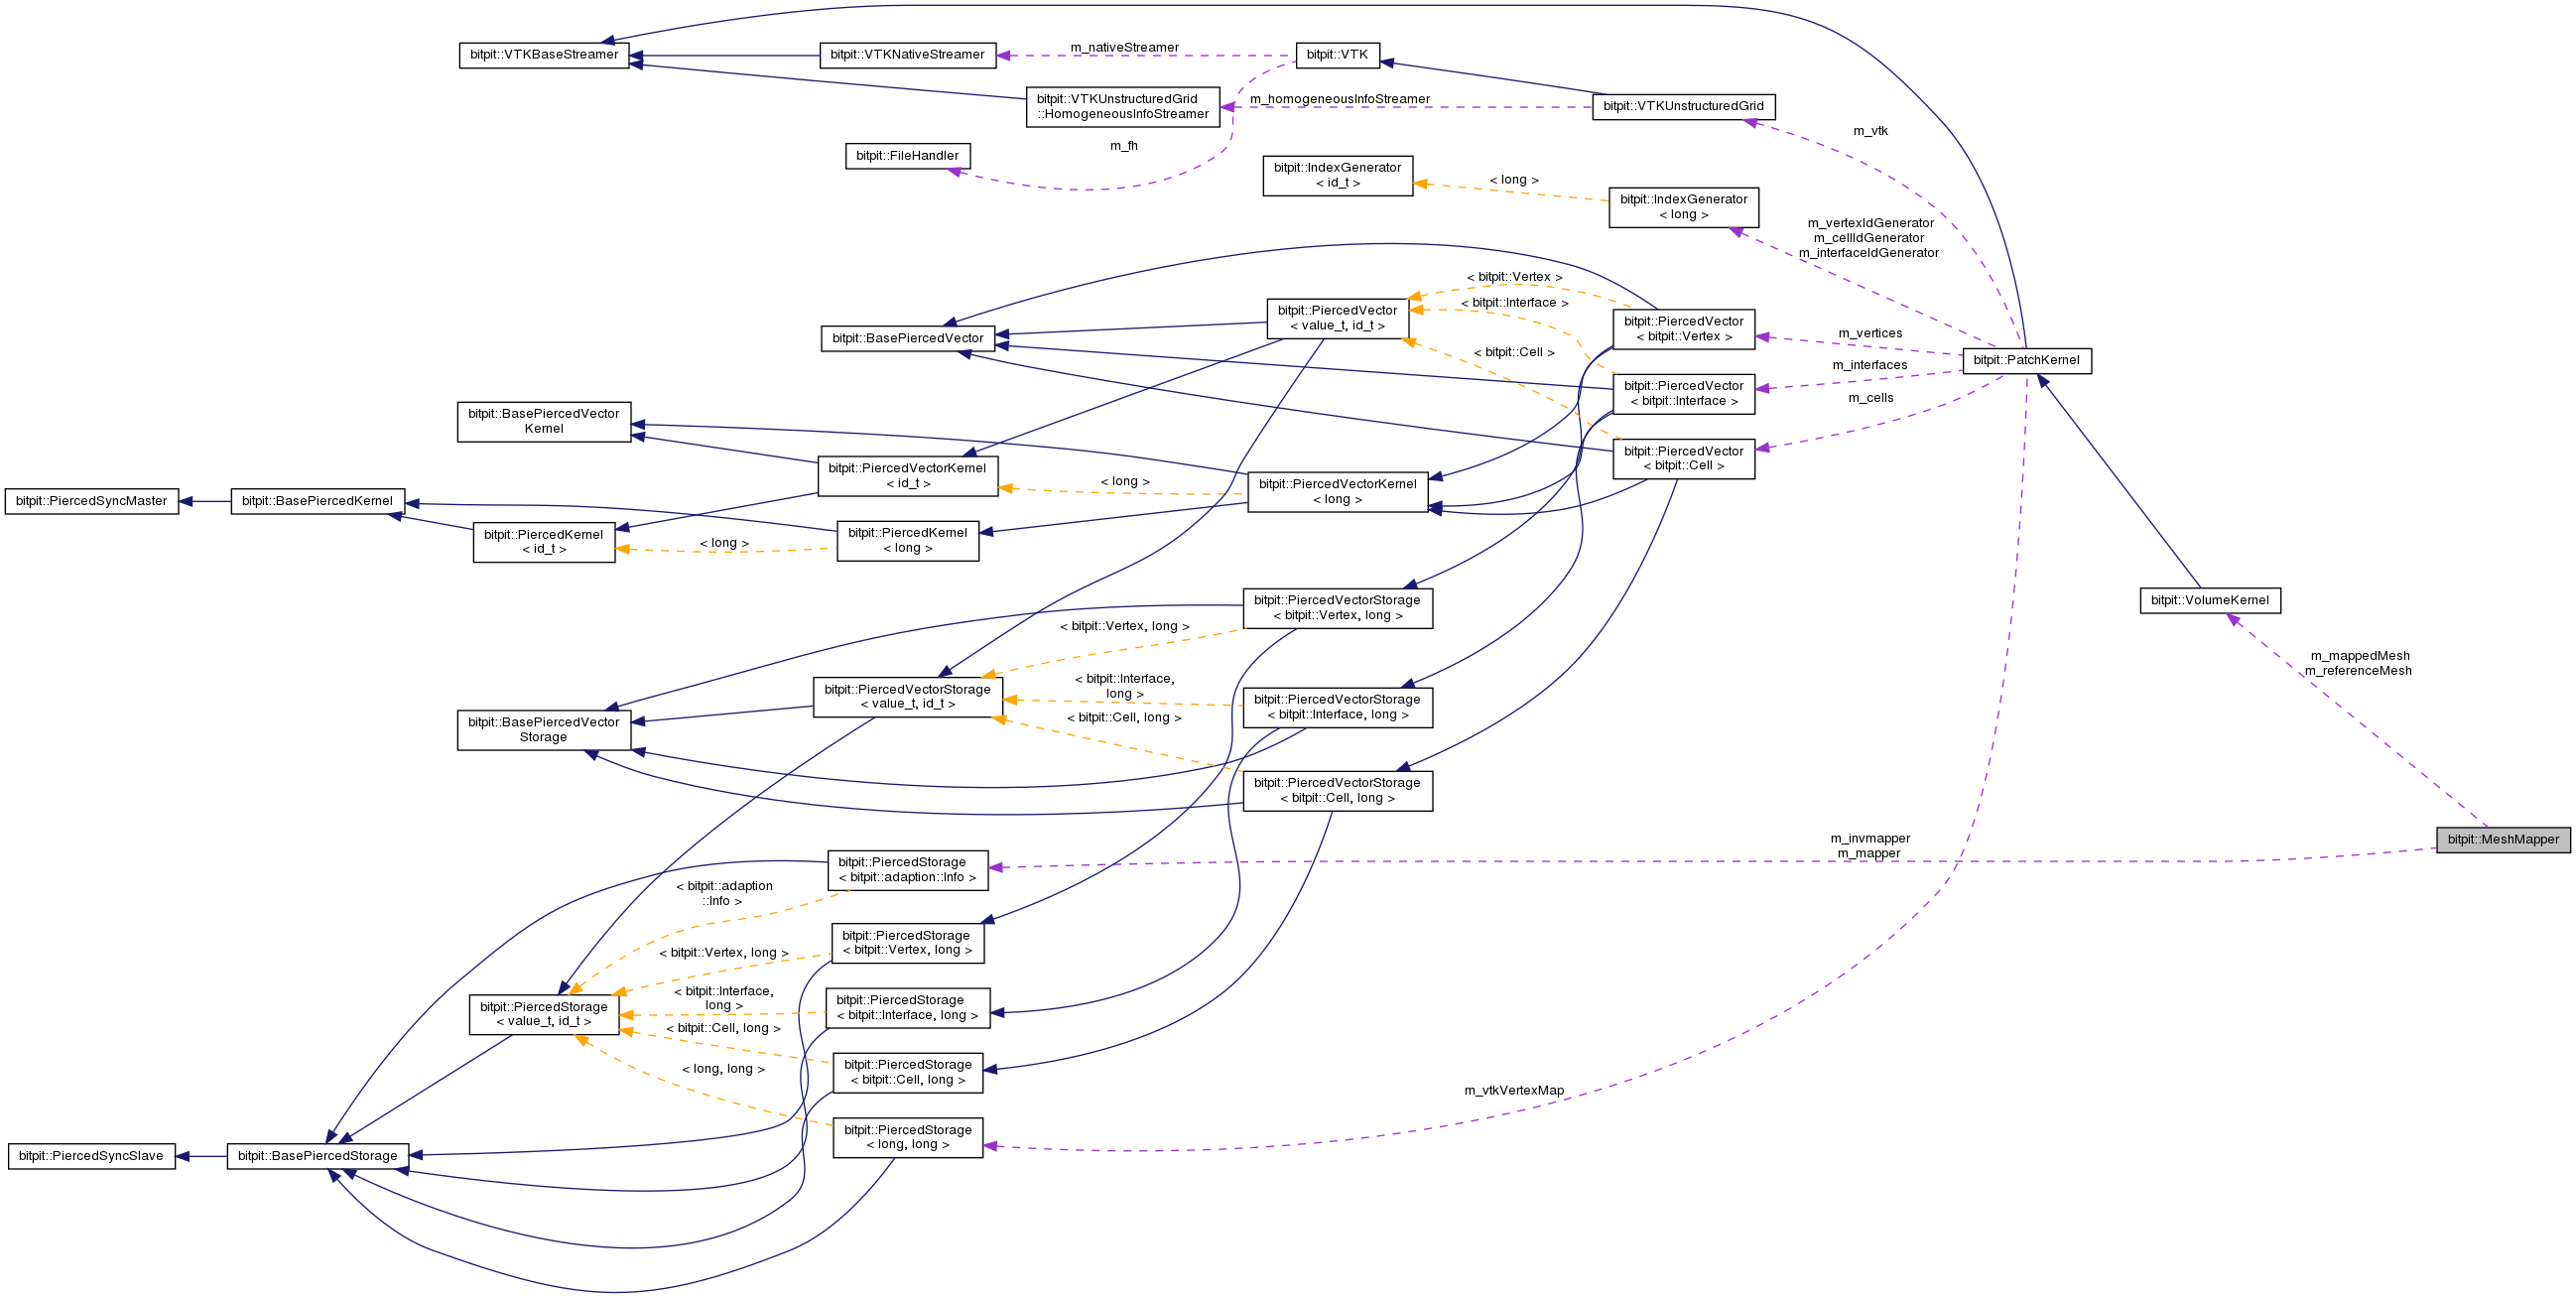 bitpit::VTKBaseStreamer
bitpit::VTKNativeStreamer
m_nativeStreamer
bitpit::VTK
bitpit::VTKUnstructuredGrid
::HomogeneousInfoStreamer
m_homogeneousInfoStreamer
bitpit::VTKUnstructuredGrid
m_vtk
bitpit::FileHandler
m_fh
bitpit::IndexGenerator
< id_t >
< long >
bitpit::IndexGenerator
< long >
m_vertexIdGenerator
m_cellIdGenerator
m_interfaceIdGenerator
< bitpit::Vertex >
< bitpit::Interface >
< bitpit::Cell >
bitpit::BasePiercedVector
bitpit::PiercedVector
< value_t, id_t >
bitpit::PiercedVector
< bitpit::Vertex >
m_vertices
bitpit::PatchKernel
bitpit::PiercedVector
< bitpit::Interface >
m_interfaces
m_cells
bitpit::PiercedVector
< bitpit::Cell >
bitpit::BasePiercedVector
Kernel
bitpit::PiercedVectorKernel
< id_t >
< long >
bitpit::PiercedVectorKernel
< long >
bitpit::PiercedSyncMaster
bitpit::BasePiercedKernel
bitpit::PiercedKernel
< id_t >
< long >
bitpit::PiercedKernel
< long >
bitpit::PiercedVectorStorage
< bitpit::Vertex, long >
bitpit::VolumeKernel
< bitpit::Vertex, long >
m_mappedMesh
m_referenceMesh
bitpit::BasePiercedVector
Storage
bitpit::PiercedVectorStorage
< value_t, id_t >
< bitpit::Interface,
long >
< bitpit::Cell, long >
bitpit::PiercedVectorStorage
< bitpit::Interface, long >
bitpit::PiercedVectorStorage
< bitpit::Cell, long >
m_invmapper
m_mapper
bitpit::MeshMapper
bitpit::PiercedStorage
< bitpit::adaption::Info >
< bitpit::adaption
::Info >
bitpit::PiercedStorage
< bitpit::Vertex, long >
< bitpit::Vertex, long >
bitpit::PiercedStorage
< value_t, id_t >
< bitpit::Interface,
long >
bitpit::PiercedStorage
< bitpit::Interface, long >
< bitpit::Cell, long >
bitpit::PiercedStorage
< bitpit::Cell, long >
< long, long >
m_vtkVertexMap
bitpit::PiercedStorage
< long, long >
bitpit::PiercedSyncSlave
bitpit::BasePiercedStorage